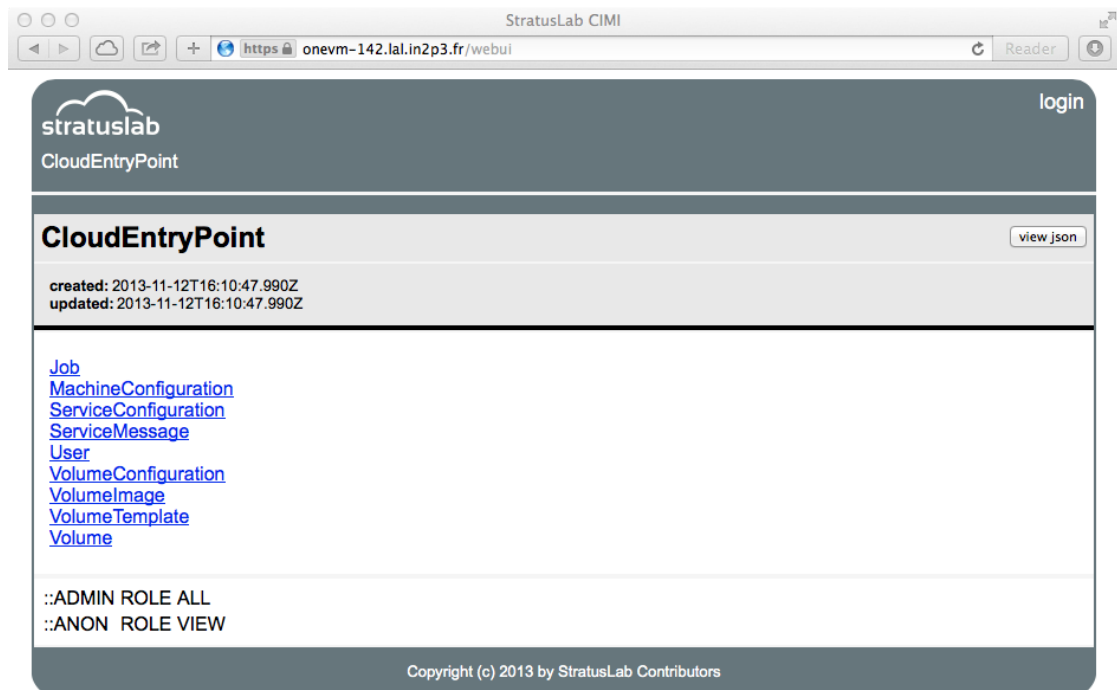 StratusLab CIMI
https onevm-142.lal.in2p3.fr/webui
Reader
login
stratuslab
CloudEntryPoint
CloudEntryPoint
view json
created: 2013-11-12T16:10:47.990Z
updated: 2013-11-12T16:10:47.990Z
Job
MachineConfiguration
ServiceConfiguration
ServiceMessage
User
VolumeConfiguration
VolumeImage
VolumeTemplate
Volume
::ADMIN ROLE ALL
::ANON ROLE VIEW
Copyright (c) 2013 by StratusLab Contributors